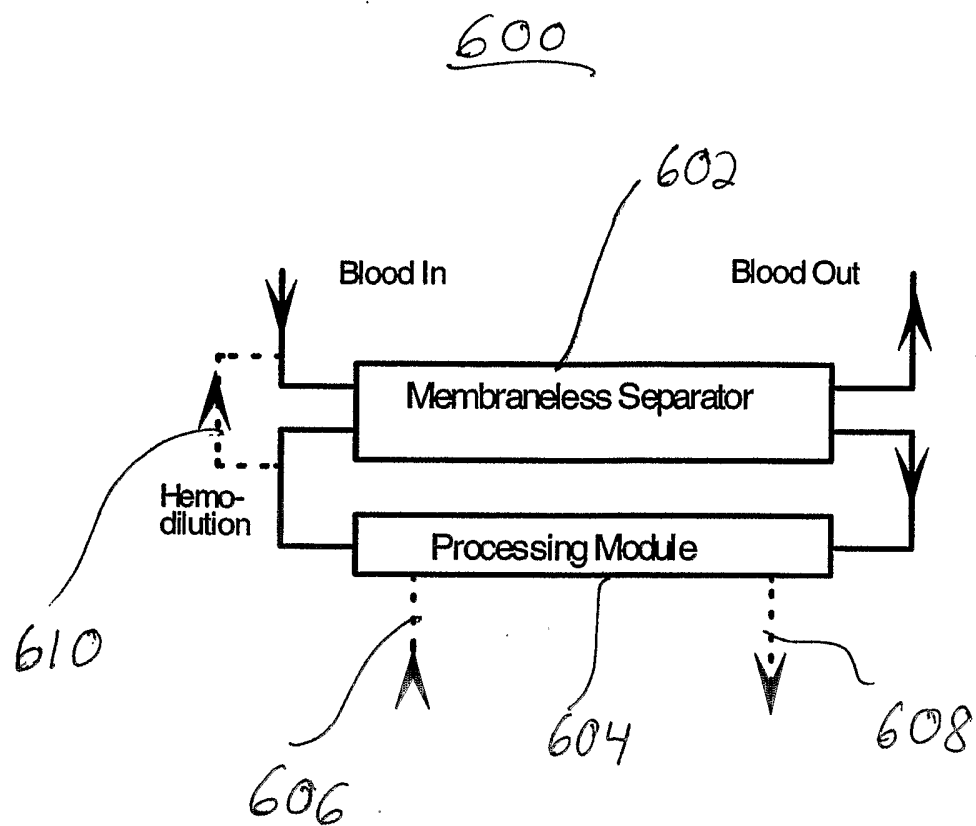 600
602
Blood In
Blood Out
Membraneless Separator
Hemo-
dilution
Processing Module
610
606
604
608